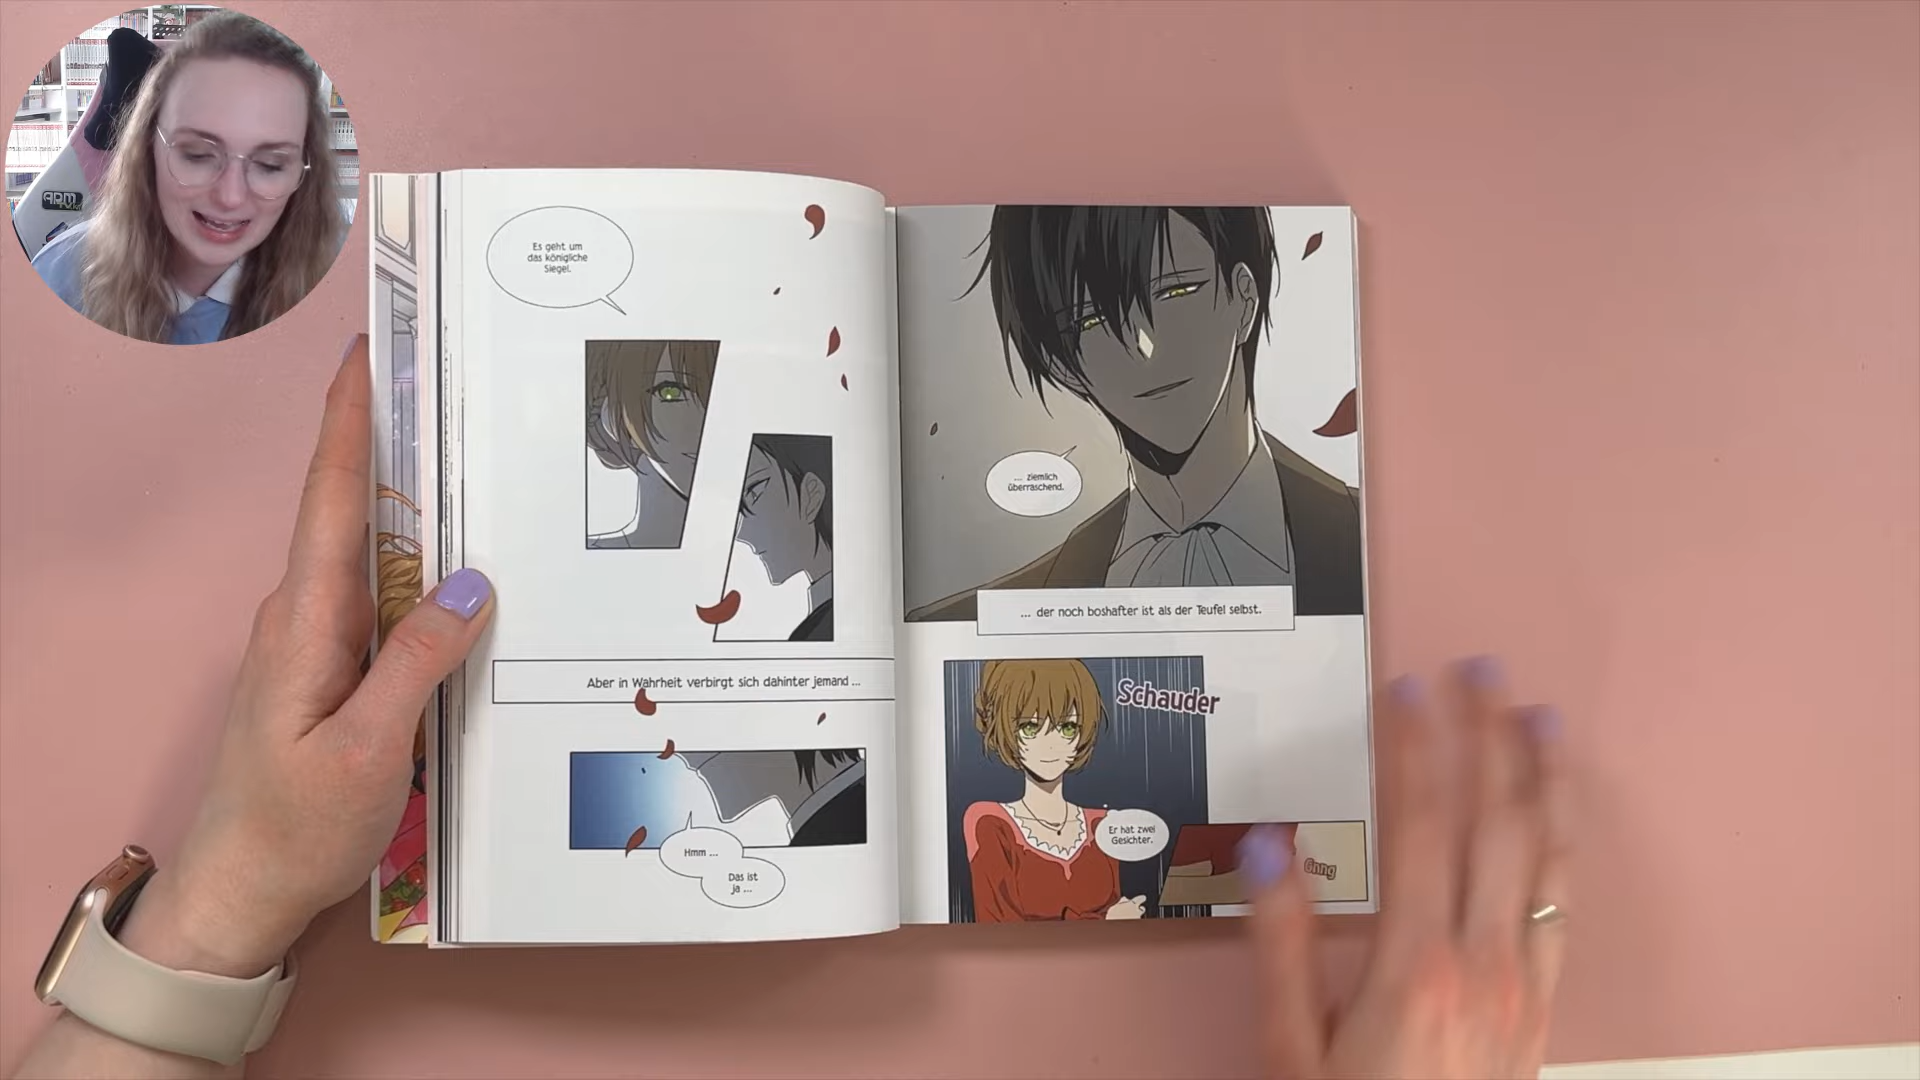 ARM
Es geht um
das königliche
Siegel.
Aber in Wahrheit verbirgt sich dahinter jemand ...
Hmm ...
Das ist
ja ...
... ziemlich
überraschend.
... der noch boshafter ist als der Teufel selbst.
Schauder
Er hat zwei
Gesichter.
Gnng